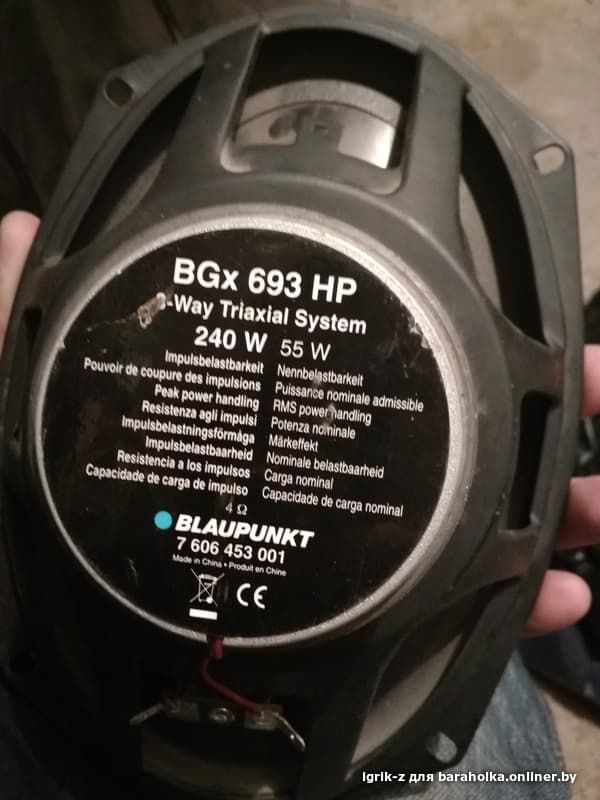 BGx 693 HP
-Way Triaxial System
240 W 55 W
Impulsbelastbarkeit Nennbelastbarkeit
Pouvoir de coupure des impulsions Puissance nominale admissible
Peak power handling RMS power handling
Resistenza agli impulsi Potenza nominale
Impulsbelastningsförmåga Märkeffekt
Impulsbelastbaarheid Nominale belastbaarheid
Resistencia a los impulsos Carga nominal
Capacidade de carga de impulso Capacidade de carga nominal
4 Ω
BLAUPUNKT
7 606 453 001
Made in China • Produit en Chine
CE
Igrik-z для baraholka.onliner.by